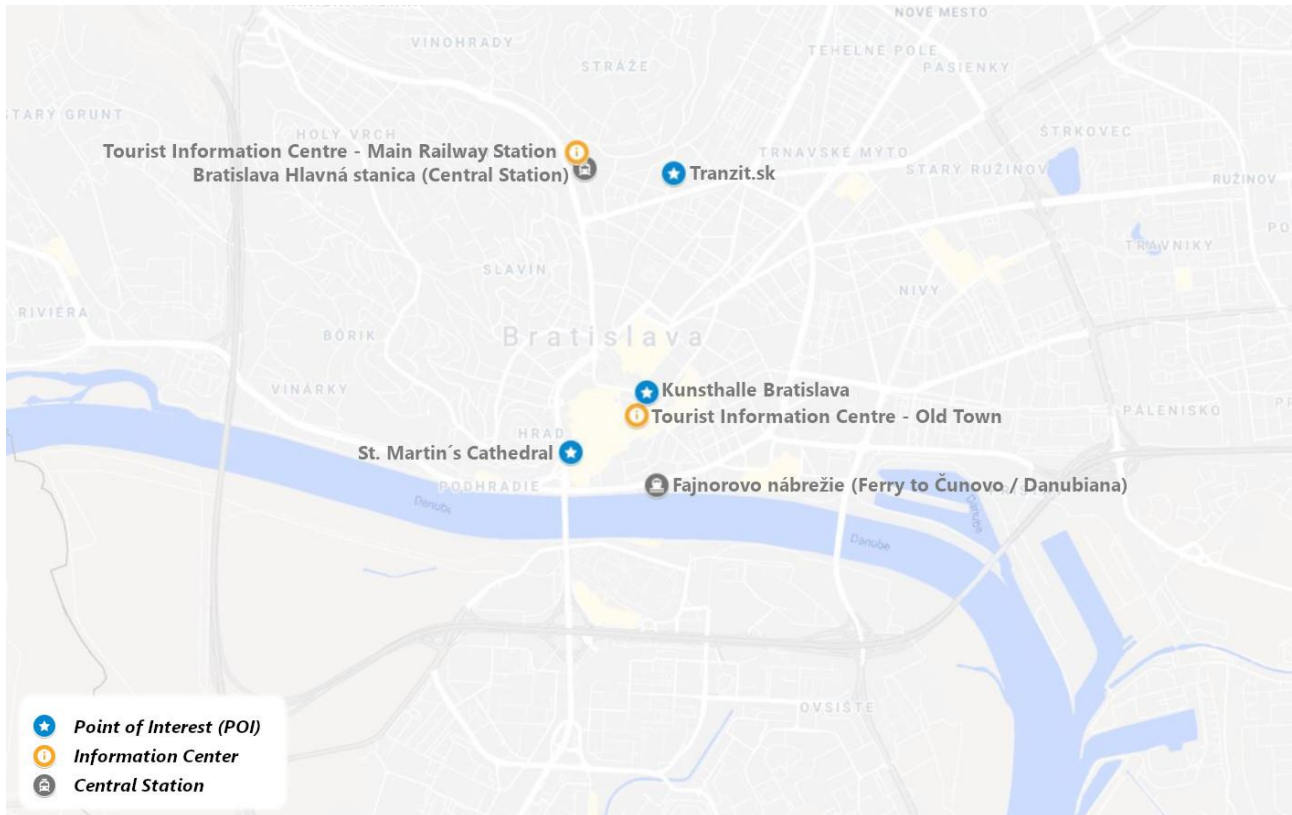 NOVÉ MESTO
VINOHRADY
TEHELNÉ POLE
STRÁŽE
PASIENKY
STARÝ GRUNT
HOLÝ VRCH
ŠTRKOVEC
Tourist Information Centre - Main Railway Station
TRNAVSKÉ MÝTO
Bratislava Hlavná stanica (Central Station)
Tranzit.sk
STARÝ RUŽINOV
RUŽINOV
TRÁVNIKY
SLAVÍN
NIVY
RIVIÉRA
BÔRIK
Bratislava
VINÁRKY
Kunsthalle Bratislava
Tourist Information Centre - Old Town
PÁLENISKO
HRAD
St. Martin´s Cathedral
PODHRADIE
Fajnorovo nábrežie (Ferry to Čunovo / Danubiana)
Danube
Danube
Danube
OVSIŠTE
Point of Interest (POI)
Information Center
Central Station